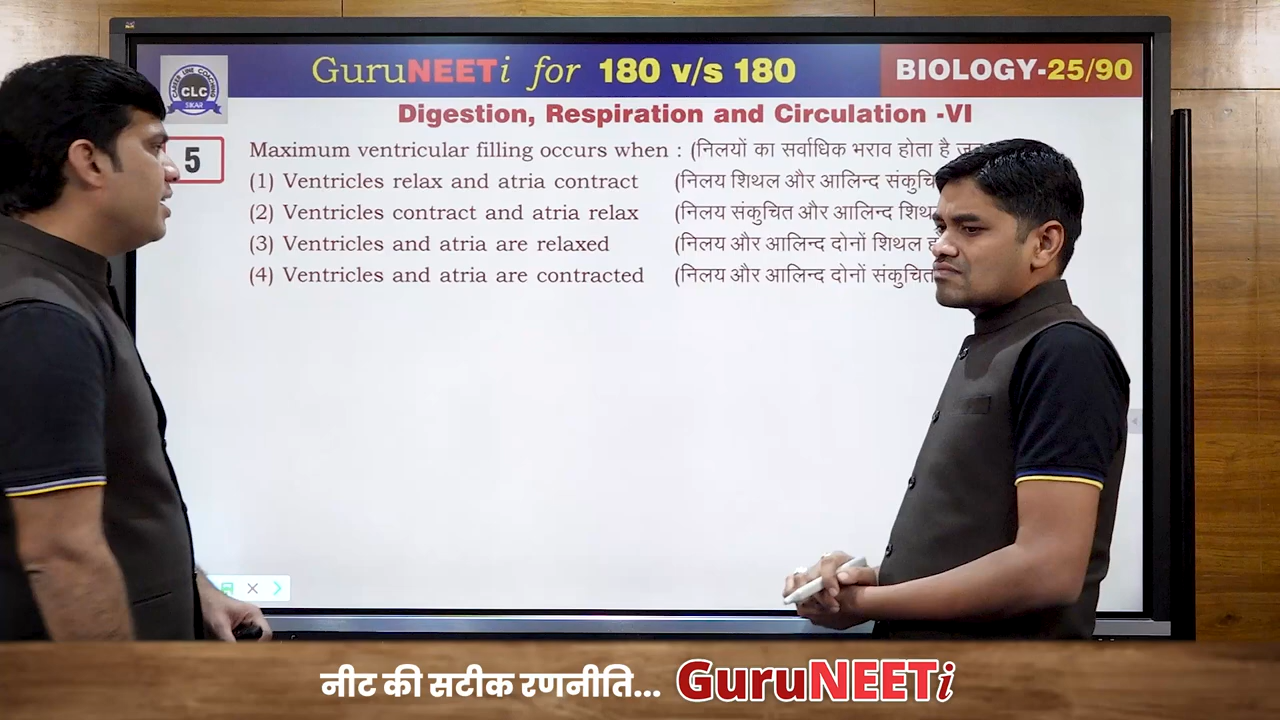 GuruNEETi for 180 v/s 180
BIOLOGY-25/90
CAREER LINE COACHING
CLC
SIKAR
Digestion, Respiration and Circulation -VI
5
Maximum ventricular filling occurs when : (निलयों का सर्वाधिक भराव होता है
(1) Ventricles relax and atria contract (निलय शिथिल और आलिन्द
(2) Ventricles contract and atria relax (निलय संकुचित और आलिन्द
(3) Ventricles and atria are relaxed (निलय और आलिन्द दोनों शिथिल
(4) Ventricles and atria are contracted (निलय और आलिन्द दोनों संकुचित
नीट की सटीक रणनीति... GuruNEETi